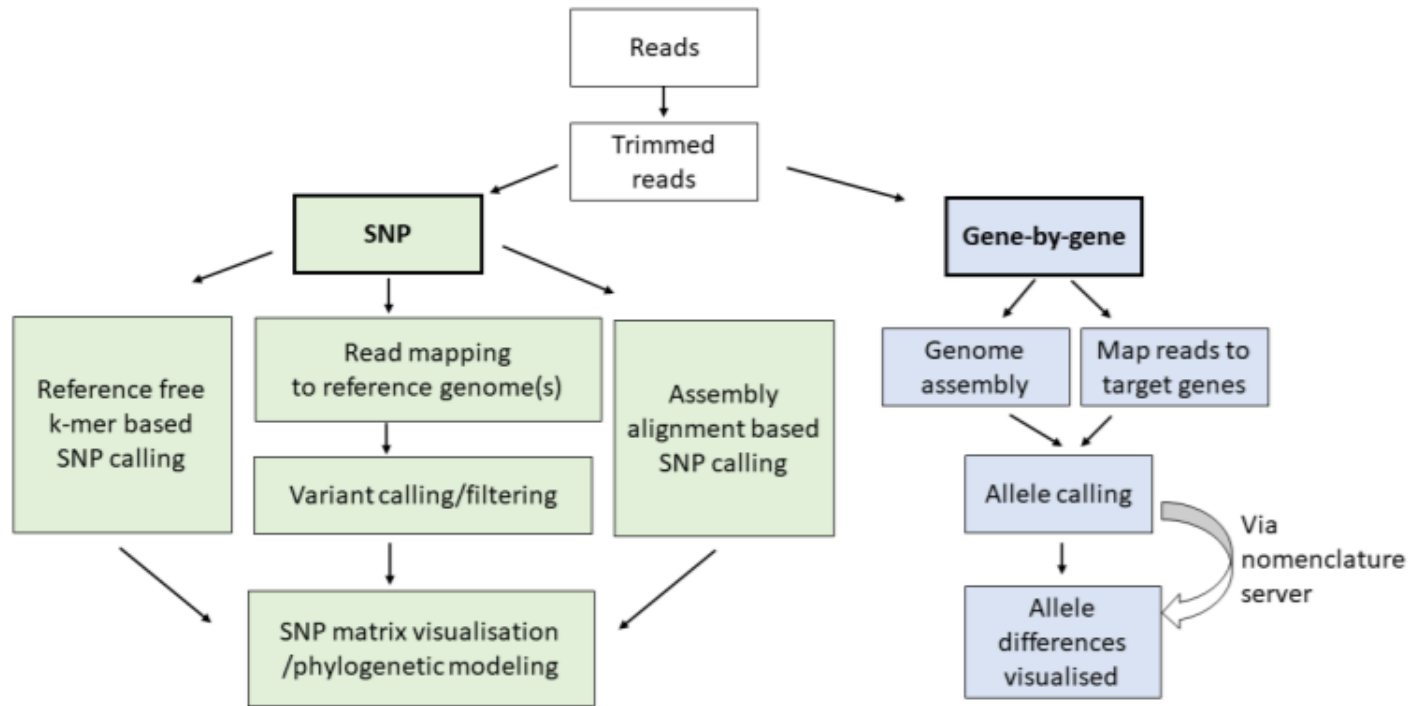 Reads
Trimmed
reads
SNP
Gene-by-gene
Reference free
k-mer based
SNP calling
Read mapping
to reference genome(s)
Variant calling/filtering
Assembly
alignment based
SNP calling
SNP matrix visualisation
/phylogenetic modeling
Genome
assembly
Map reads to
target genes
Allele calling
Via
nomenclature
server
Allele
differences
visualised